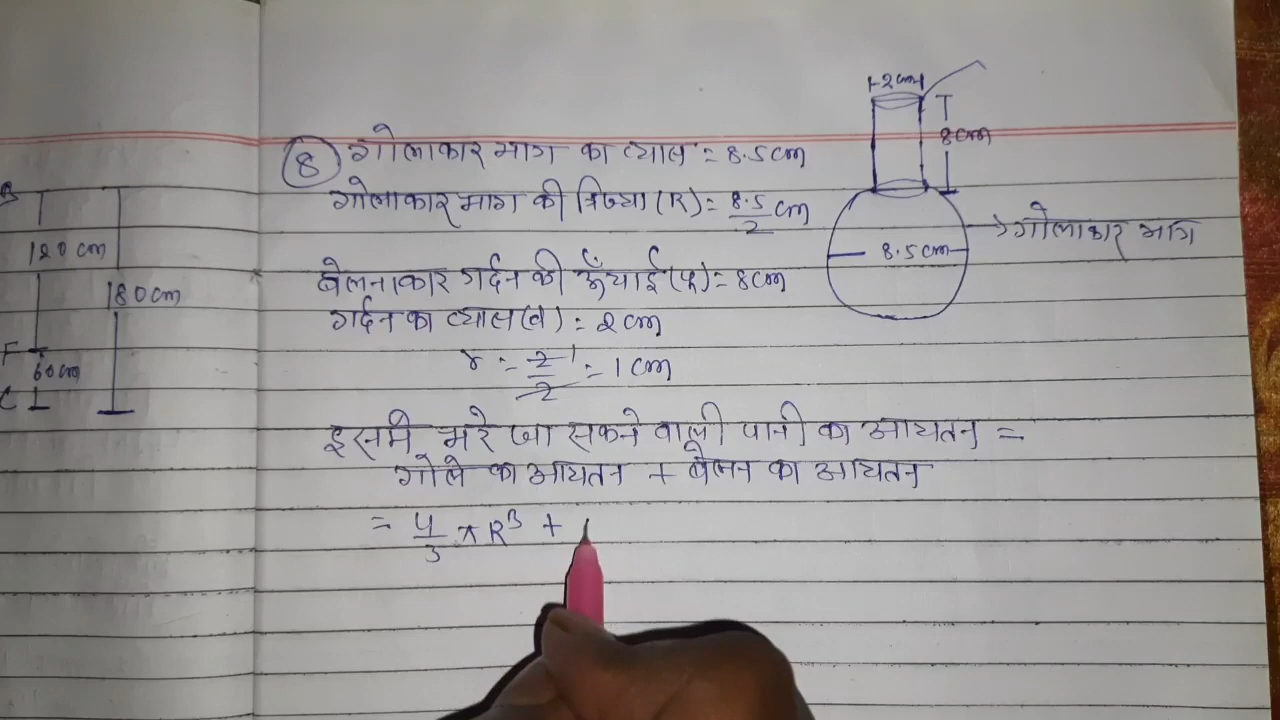 B
120 cm
180 cm
F
60 cm
C
⑧ गोलाकार भाग का व्यास = 8.5 cm
गोलाकार भाग की त्रिज्या (R) = 8.5/2 cm
बेलनाकार गर्दन की ऊँचाई (h) = 8 cm
गर्दन का व्यास (d) = 2 cm
r = 2/2 1 = 1 cm
इसमें भरे जा सकने वाली पानी का आयतन =
गोले का आयतन + बेलन का आयतन
= 4/3 π R³ +
2 cm
8 cm
8.5 cm
→ गोलाकार भाग